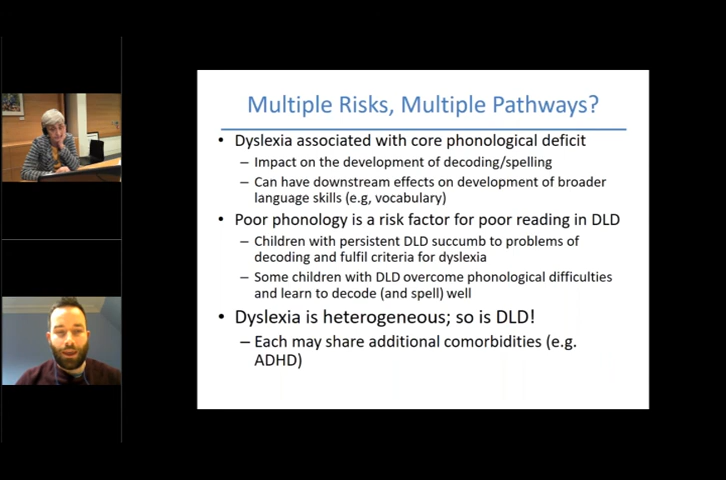 Multiple Risks, Multiple Pathways?
• Dyslexia associated with core phonological deficit
– Impact on the development of decoding/spelling
– Can have downstream effects on development of broader
language skills (e.g, vocabulary)
• Poor phonology is a risk factor for poor reading in DLD
– Children with persistent DLD succumb to problems of
decoding and fulfil criteria for dyslexia
– Some children with DLD overcome phonological difficulties
and learn to decode (and spell) well
• Dyslexia is heterogeneous; so is DLD!
– Each may share additional comorbidities (e.g.
ADHD)